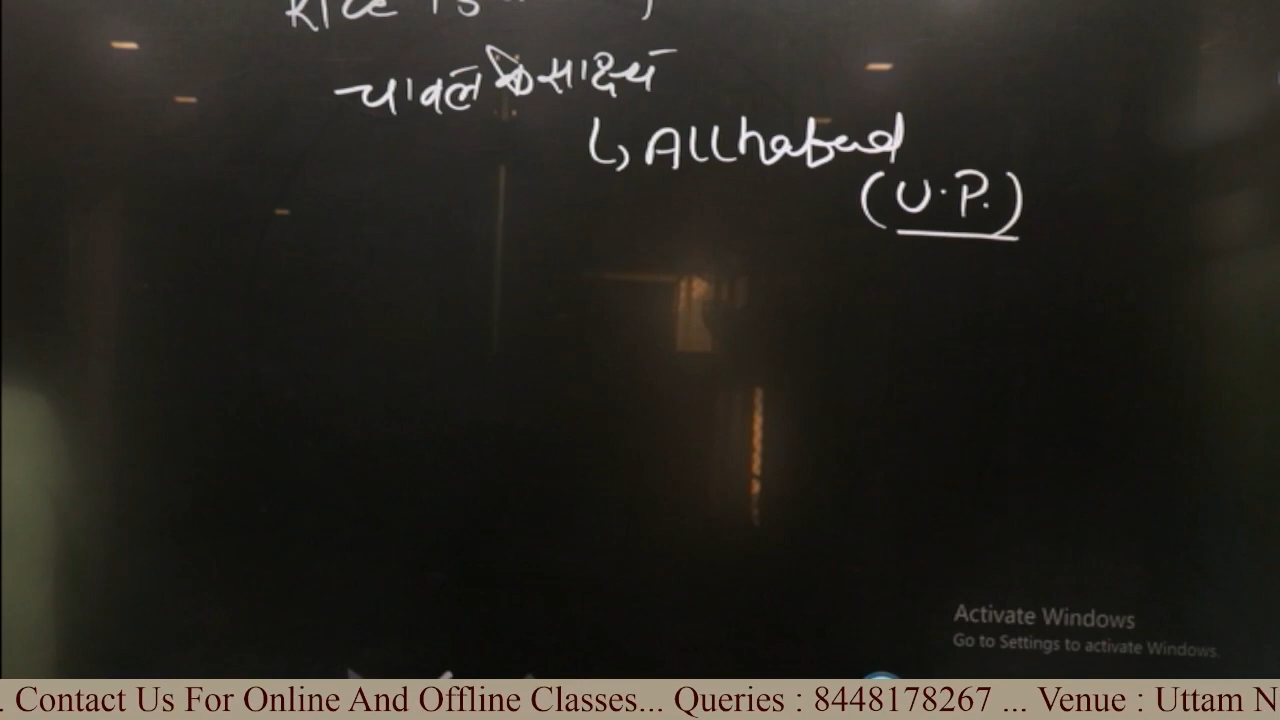 Rice
चावल के साक्ष्य
↳ Allhabad
(U.P.)
Activate Windows
Go to Settings to activate Windows.
. Contact Us For Online And Offline Classes... Queries : 8448178267 ... Venue : Uttam N